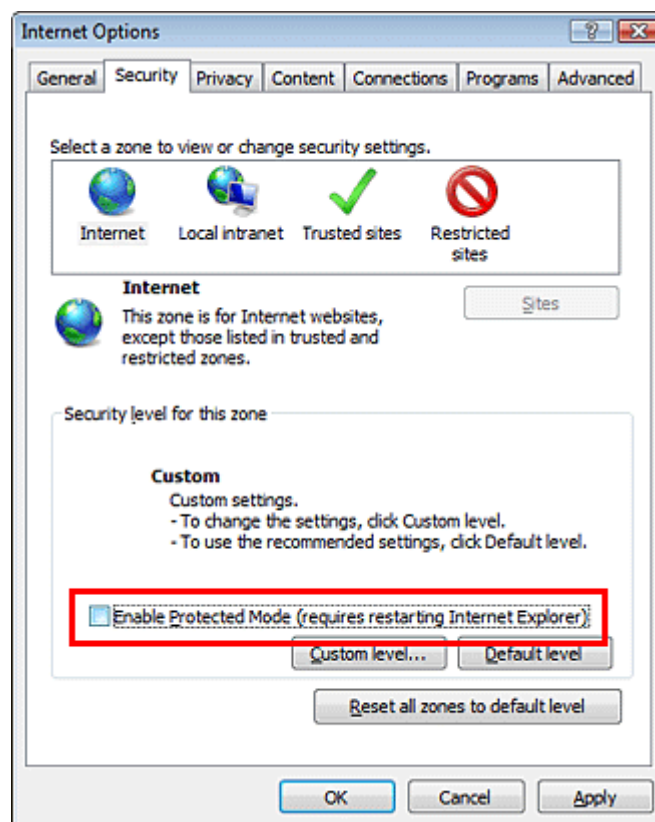 Internet Options
General Security Privacy Content Connections Programs Advanced
Select a zone to view or change security settings.
Internet Local intranet Trusted sites Restricted sites
Internet
This zone is for Internet websites,
except those listed in trusted and
restricted zones.
Sites
Security level for this zone
Custom
Custom settings.
- To change the settings, click Custom level.
- To use the recommended settings, click Default level.
Enable Protected Mode (requires restarting Internet Explorer)
Custom level... Default level
Reset all zones to default level
OK Cancel Apply